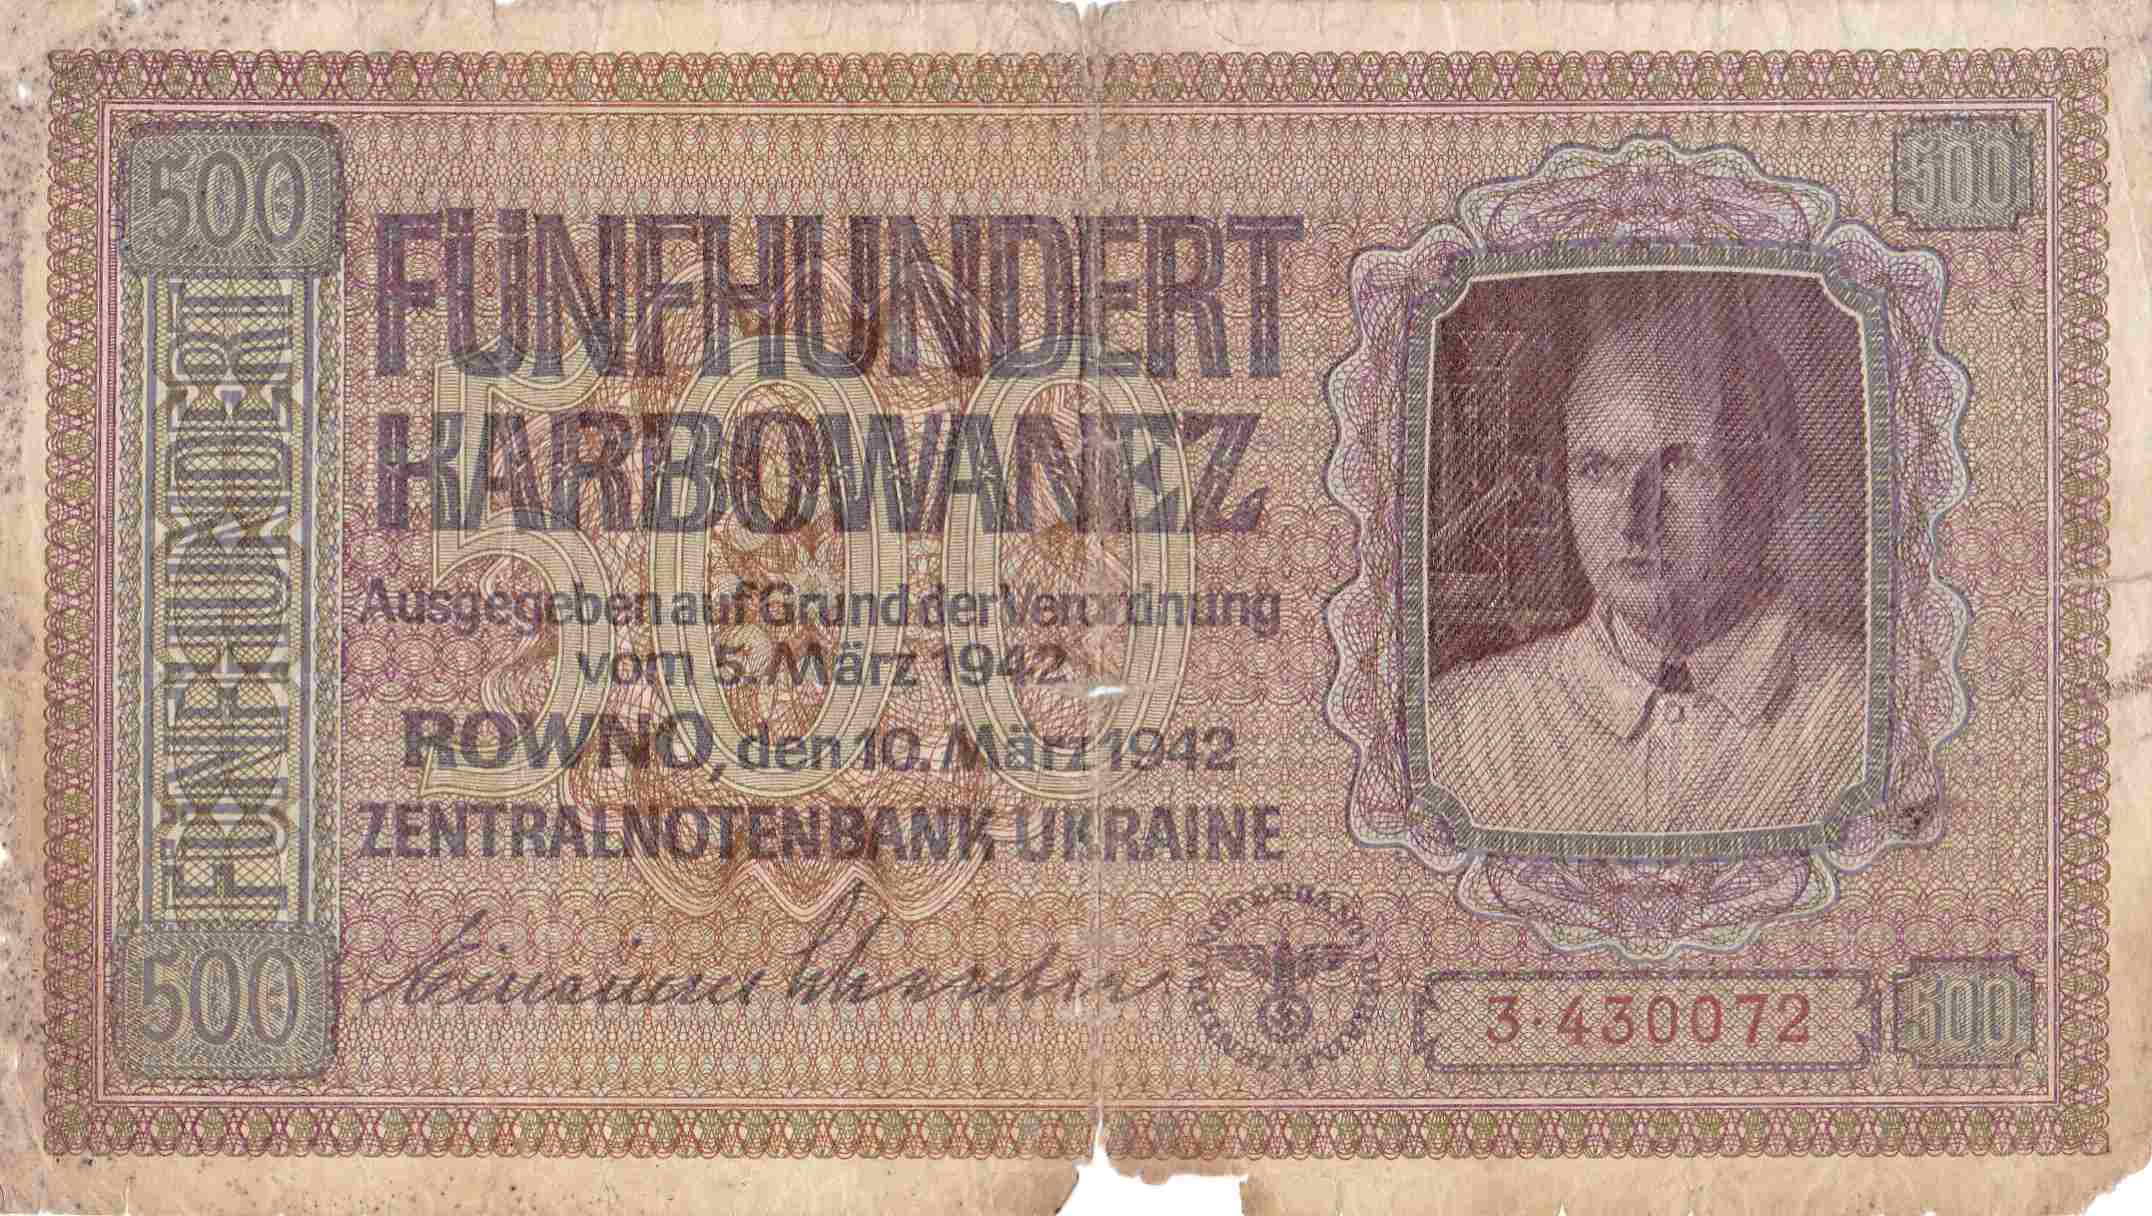 500
500
FÜNFHUNDERT
FÜNFHUNDERT
KARBOWANEZ
500
Ausgegeben auf Grund der Verordnung
vom 5. März 1942
ROWNO, den 10. März 1942
ZENTRALNOTENBANK UKRAINE
500
3·430072
500